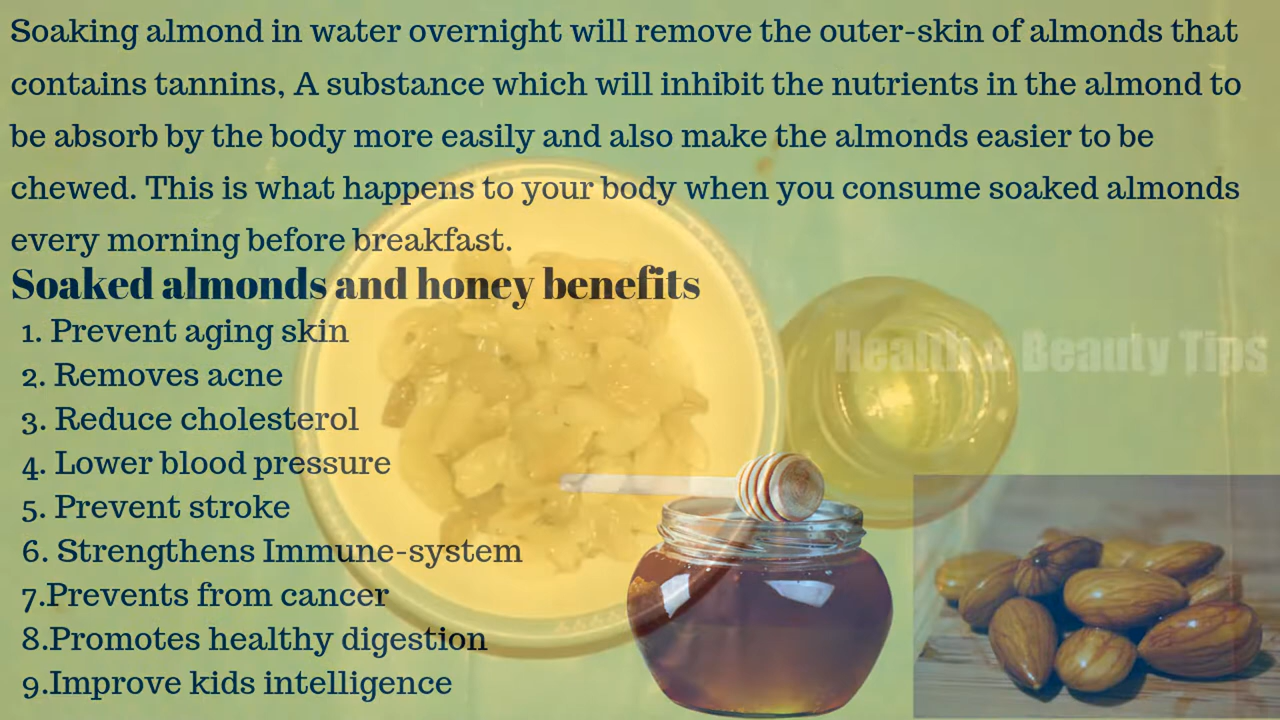 Soaking almond in water overnight will remove the outer-skin of almonds that
contains tannins, A substance which will inhibit the nutrients in the almond to
be absorb by the body more easily and also make the almonds easier to be
chewed. This is what happens to your body when you consume soaked almonds
every morning before breakfast.
Soaked almonds and honey benefits
1. Prevent aging skin
Health & Beauty Tips
2. Removes acne
3. Reduce cholesterol
4. Lower blood pressure
5. Prevent stroke
6. Strengthens Immune-system
7.Prevents from cancer
8.Promotes healthy digestion
9.Improve kids intelligence